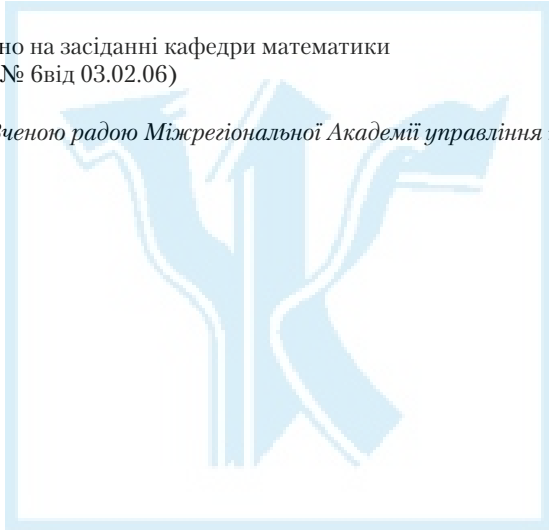 но на засіданні кафедри математики
№ 6від 03.02.06)
вченою радою Міжрегіональної Академії управління